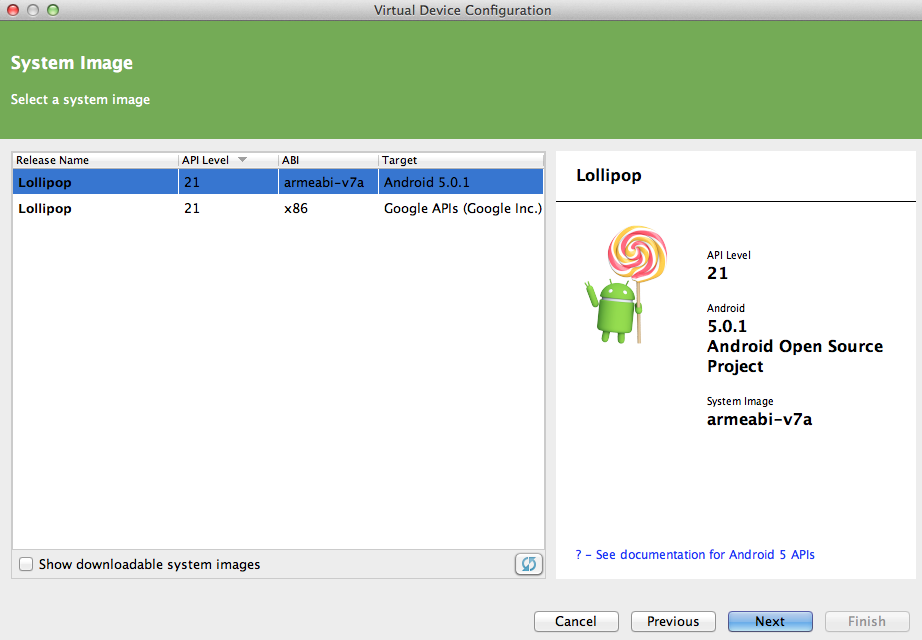 Virtual Device Configuration
System Image
Select a system image
Release Name API Level ABI Target
Lollipop 21 armeabi-v7a Android 5.0.1
Lollipop 21 x86 Google APIs (Google Inc.)
Show downloadable system images
Lollipop
API Level
21
Android
5.0.1
Android Open Source
Project
System Image
armeabi-v7a
? - See documentation for Android 5 APIs
Cancel Previous Next Finish